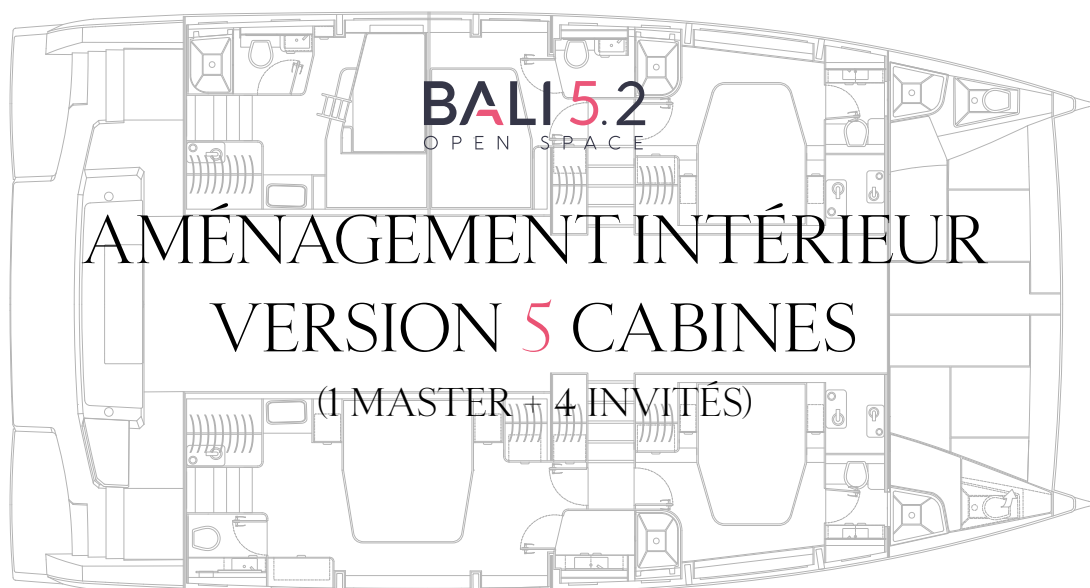 BALI 5.2
OPEN SPACE
AMÉNAGEMENT INTÉRIEUR
VERSION 5 CABINES
(1 MASTER + 4 INVITÉS)